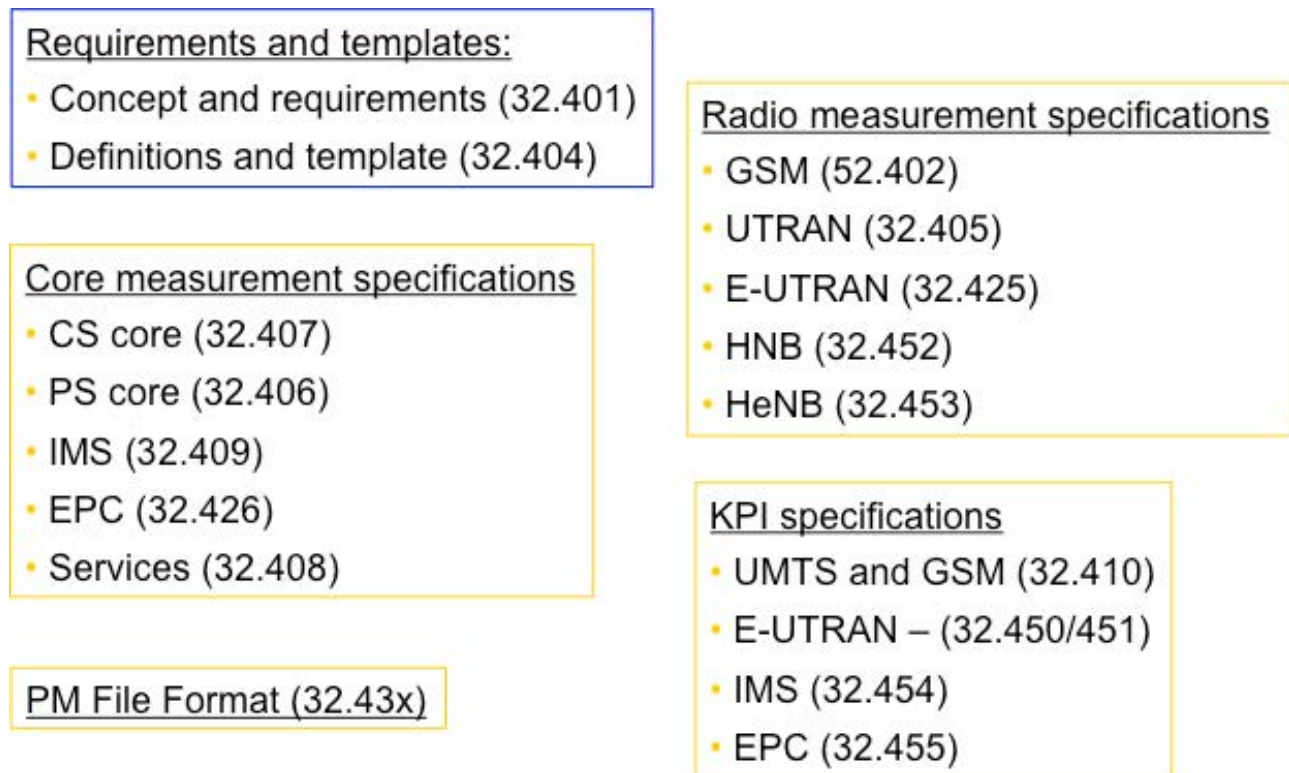 Requirements and templates:
• Concept and requirements (32.401)
• Definitions and template (32.404)
Core measurement specifications
• CS core (32.407)
• PS core (32.406)
• IMS (32.409)
• EPC (32.426)
• Services (32.408)
PM File Format (32.43x)
Radio measurement specifications
• GSM (52.402)
• UTRAN (32.405)
• E-UTRAN (32.425)
• HNB (32.452)
• HeNB (32.453)
KPI specifications
• UMTS and GSM (32.410)
• E-UTRAN – (32.450/451)
• IMS (32.454)
• EPC (32.455)